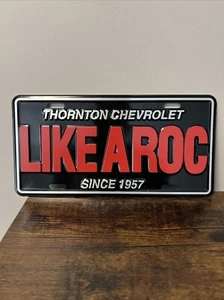 THORNTON CHEVROLET
LIKE A ROC
SINCE 1957